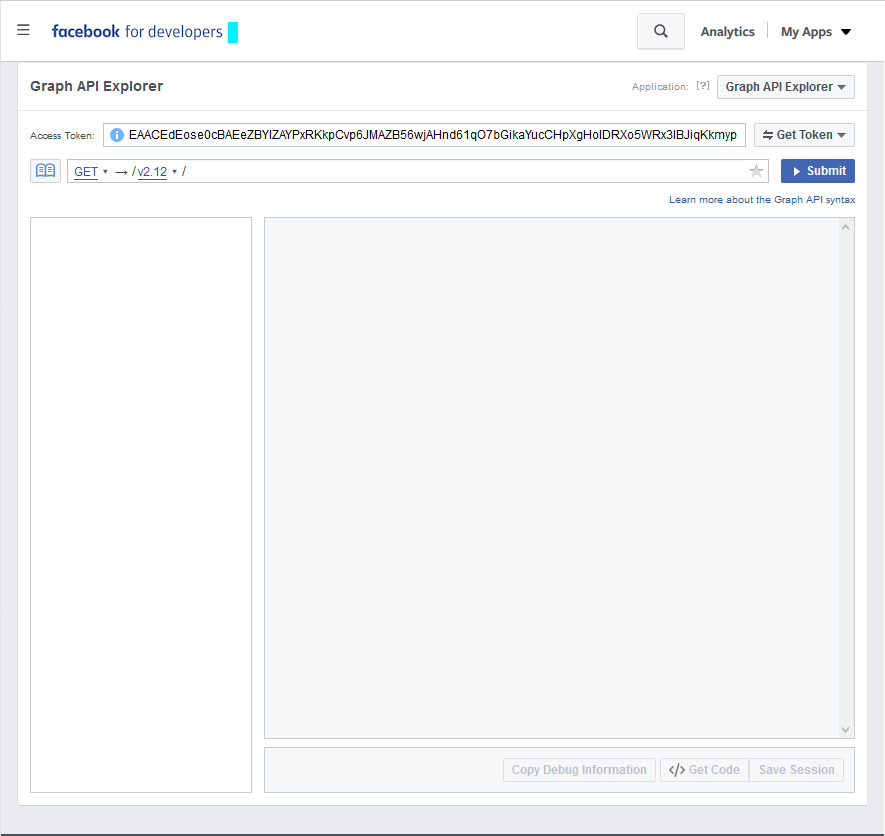 facebook for developers
Analytics
My Apps
Graph API Explorer
Application: [?] Graph API Explorer
Access Token: EAACEdEose0cBAEeZBYIZAYPxRKkpCvp6JMAZB56wjAHnd61qO7bGikaYucCHpXgHoIDRXo5WRx3IBJiqKkmyp Get Token
GET → / v2.12 / Submit
Learn more about the Graph API syntax
Copy Debug Information </> Get Code Save Session